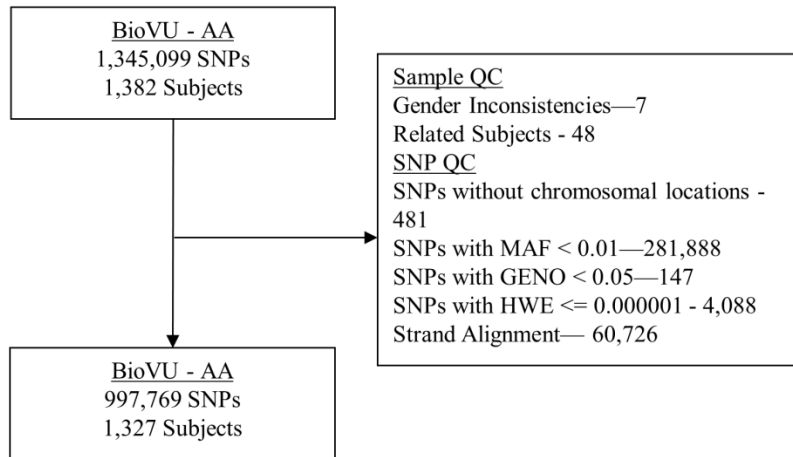 BioVU - AA
1,345,099 SNPs
1,382 Subjects
Sample QC
Gender Inconsistencies—7
Related Subjects - 48
SNP QC
SNPs without chromosomal locations -
481
SNPs with MAF < 0.01—281,888
SNPs with GENO < 0.05—147
SNPs with HWE <= 0.000001 - 4,088
Strand Alignment— 60,726
BioVU - AA
997,769 SNPs
1,327 Subjects